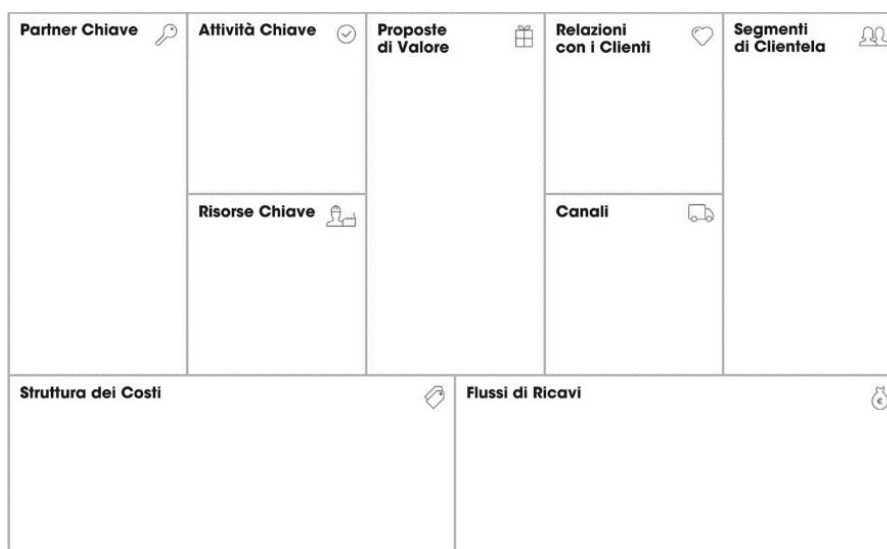 Partner Chiave
Attività Chiave
Proposte
di Valore
Relazioni
con i Clienti
Segmenti
di Clientela
Risorse Chiave
Canali
Struttura dei Costi
Flussi di Ricavi
€